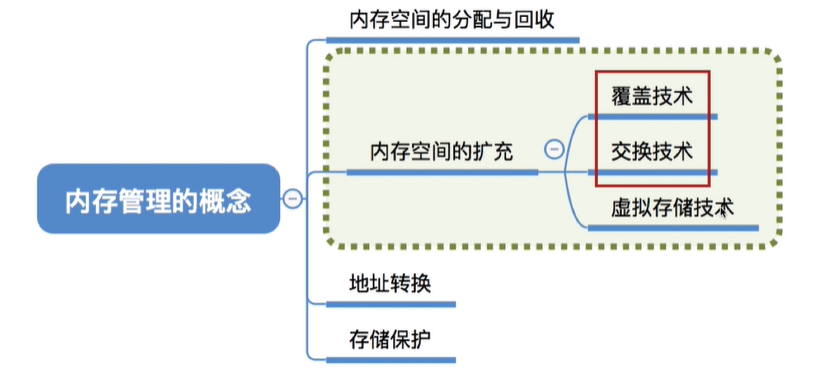 内存空间的分配与回收
覆盖技术
内存空间的扩充
交换技术
内存管理的概念
虚拟存储技术
地址转换
存储保护